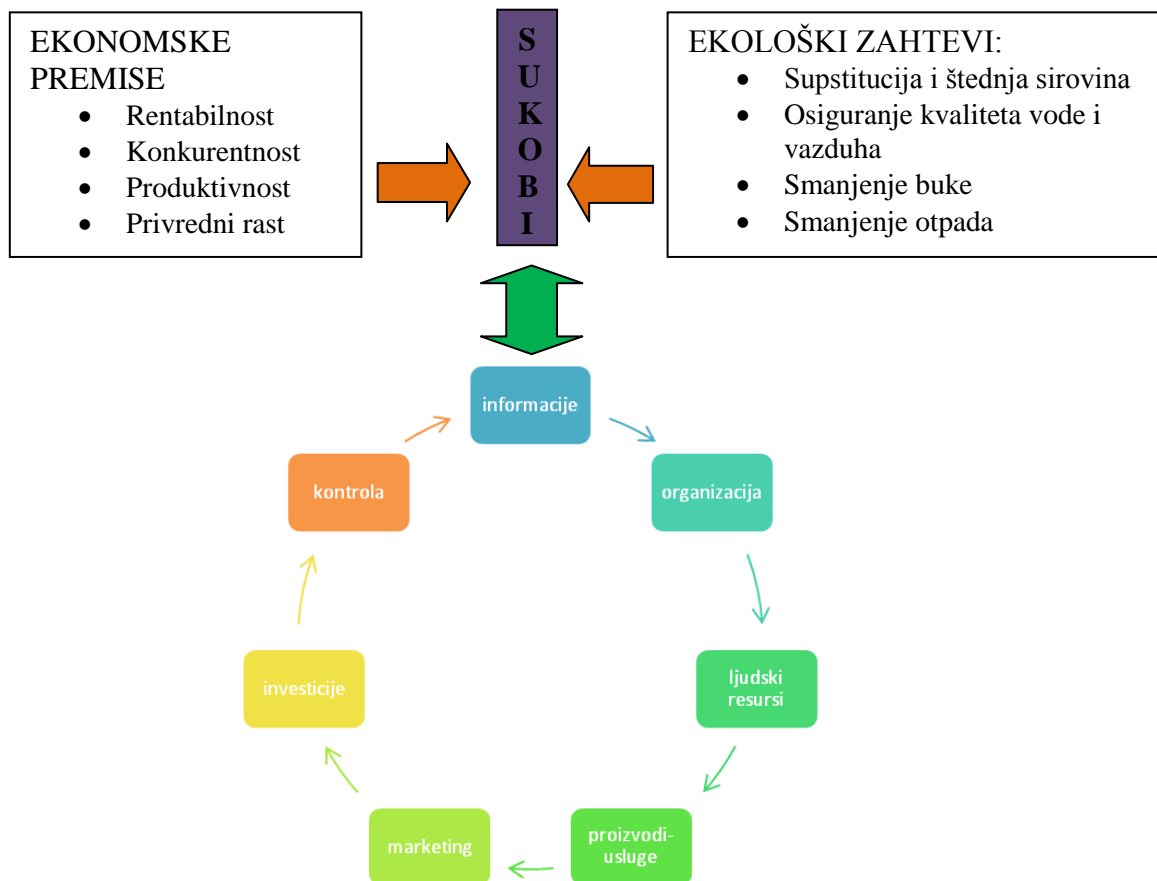 EKONOMSKE
PREMISE
• Rentabilnost
• Konkurentnost
• Produktivnost
• Privredni rast
S
U
K
O
B
I
EKOLOŠKI ZAHTEVI:
• Supstitucija i štednja sirovina
• Osiguranje kvaliteta vode i
vazduha
• Smanjenje buke
• Smanjenje otpada
informacije
organizacija
ljudski
resursi
proizvodi-
usluge
marketing
investicije
kontrola